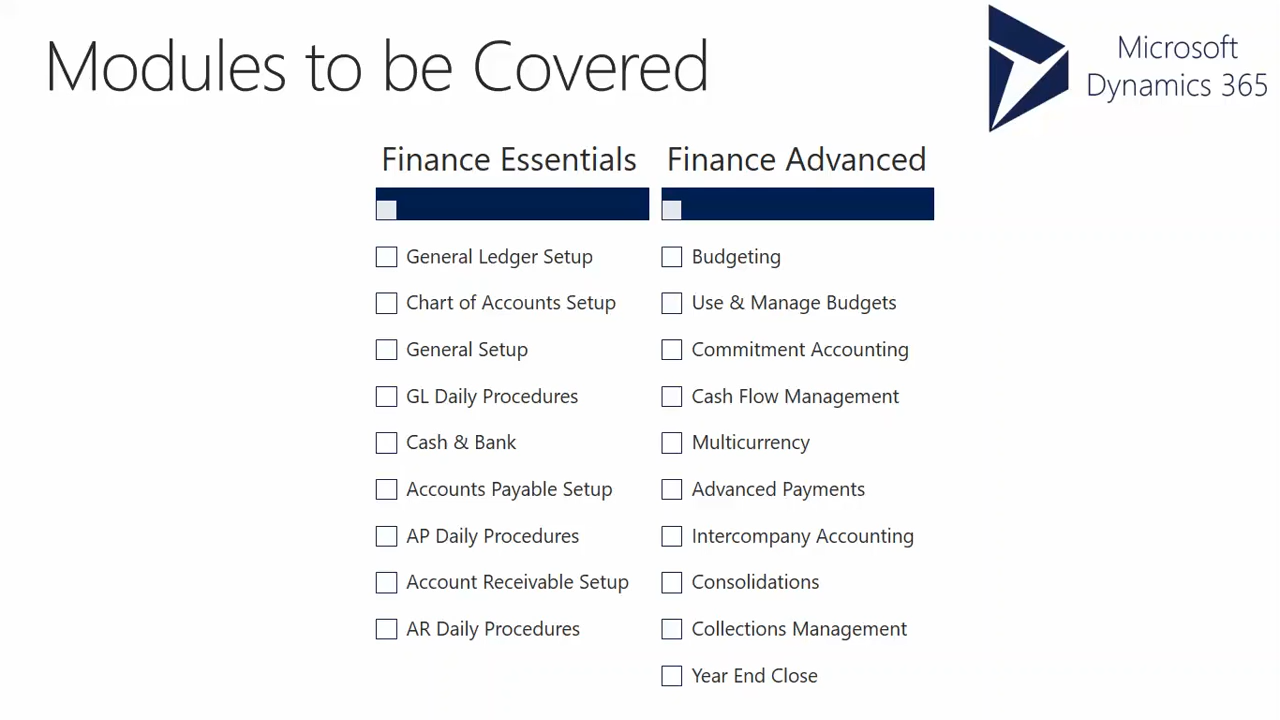 Modules to be Covered
Microsoft
Dynamics 365
Finance Essentials
General Ledger Setup
Chart of Accounts Setup
General Setup
GL Daily Procedures
Cash & Bank
Accounts Payable Setup
AP Daily Procedures
Account Receivable Setup
AR Daily Procedures
Finance Advanced
Budgeting
Use & Manage Budgets
Commitment Accounting
Cash Flow Management
Multicurrency
Advanced Payments
Intercompany Accounting
Consolidations
Collections Management
Year End Close